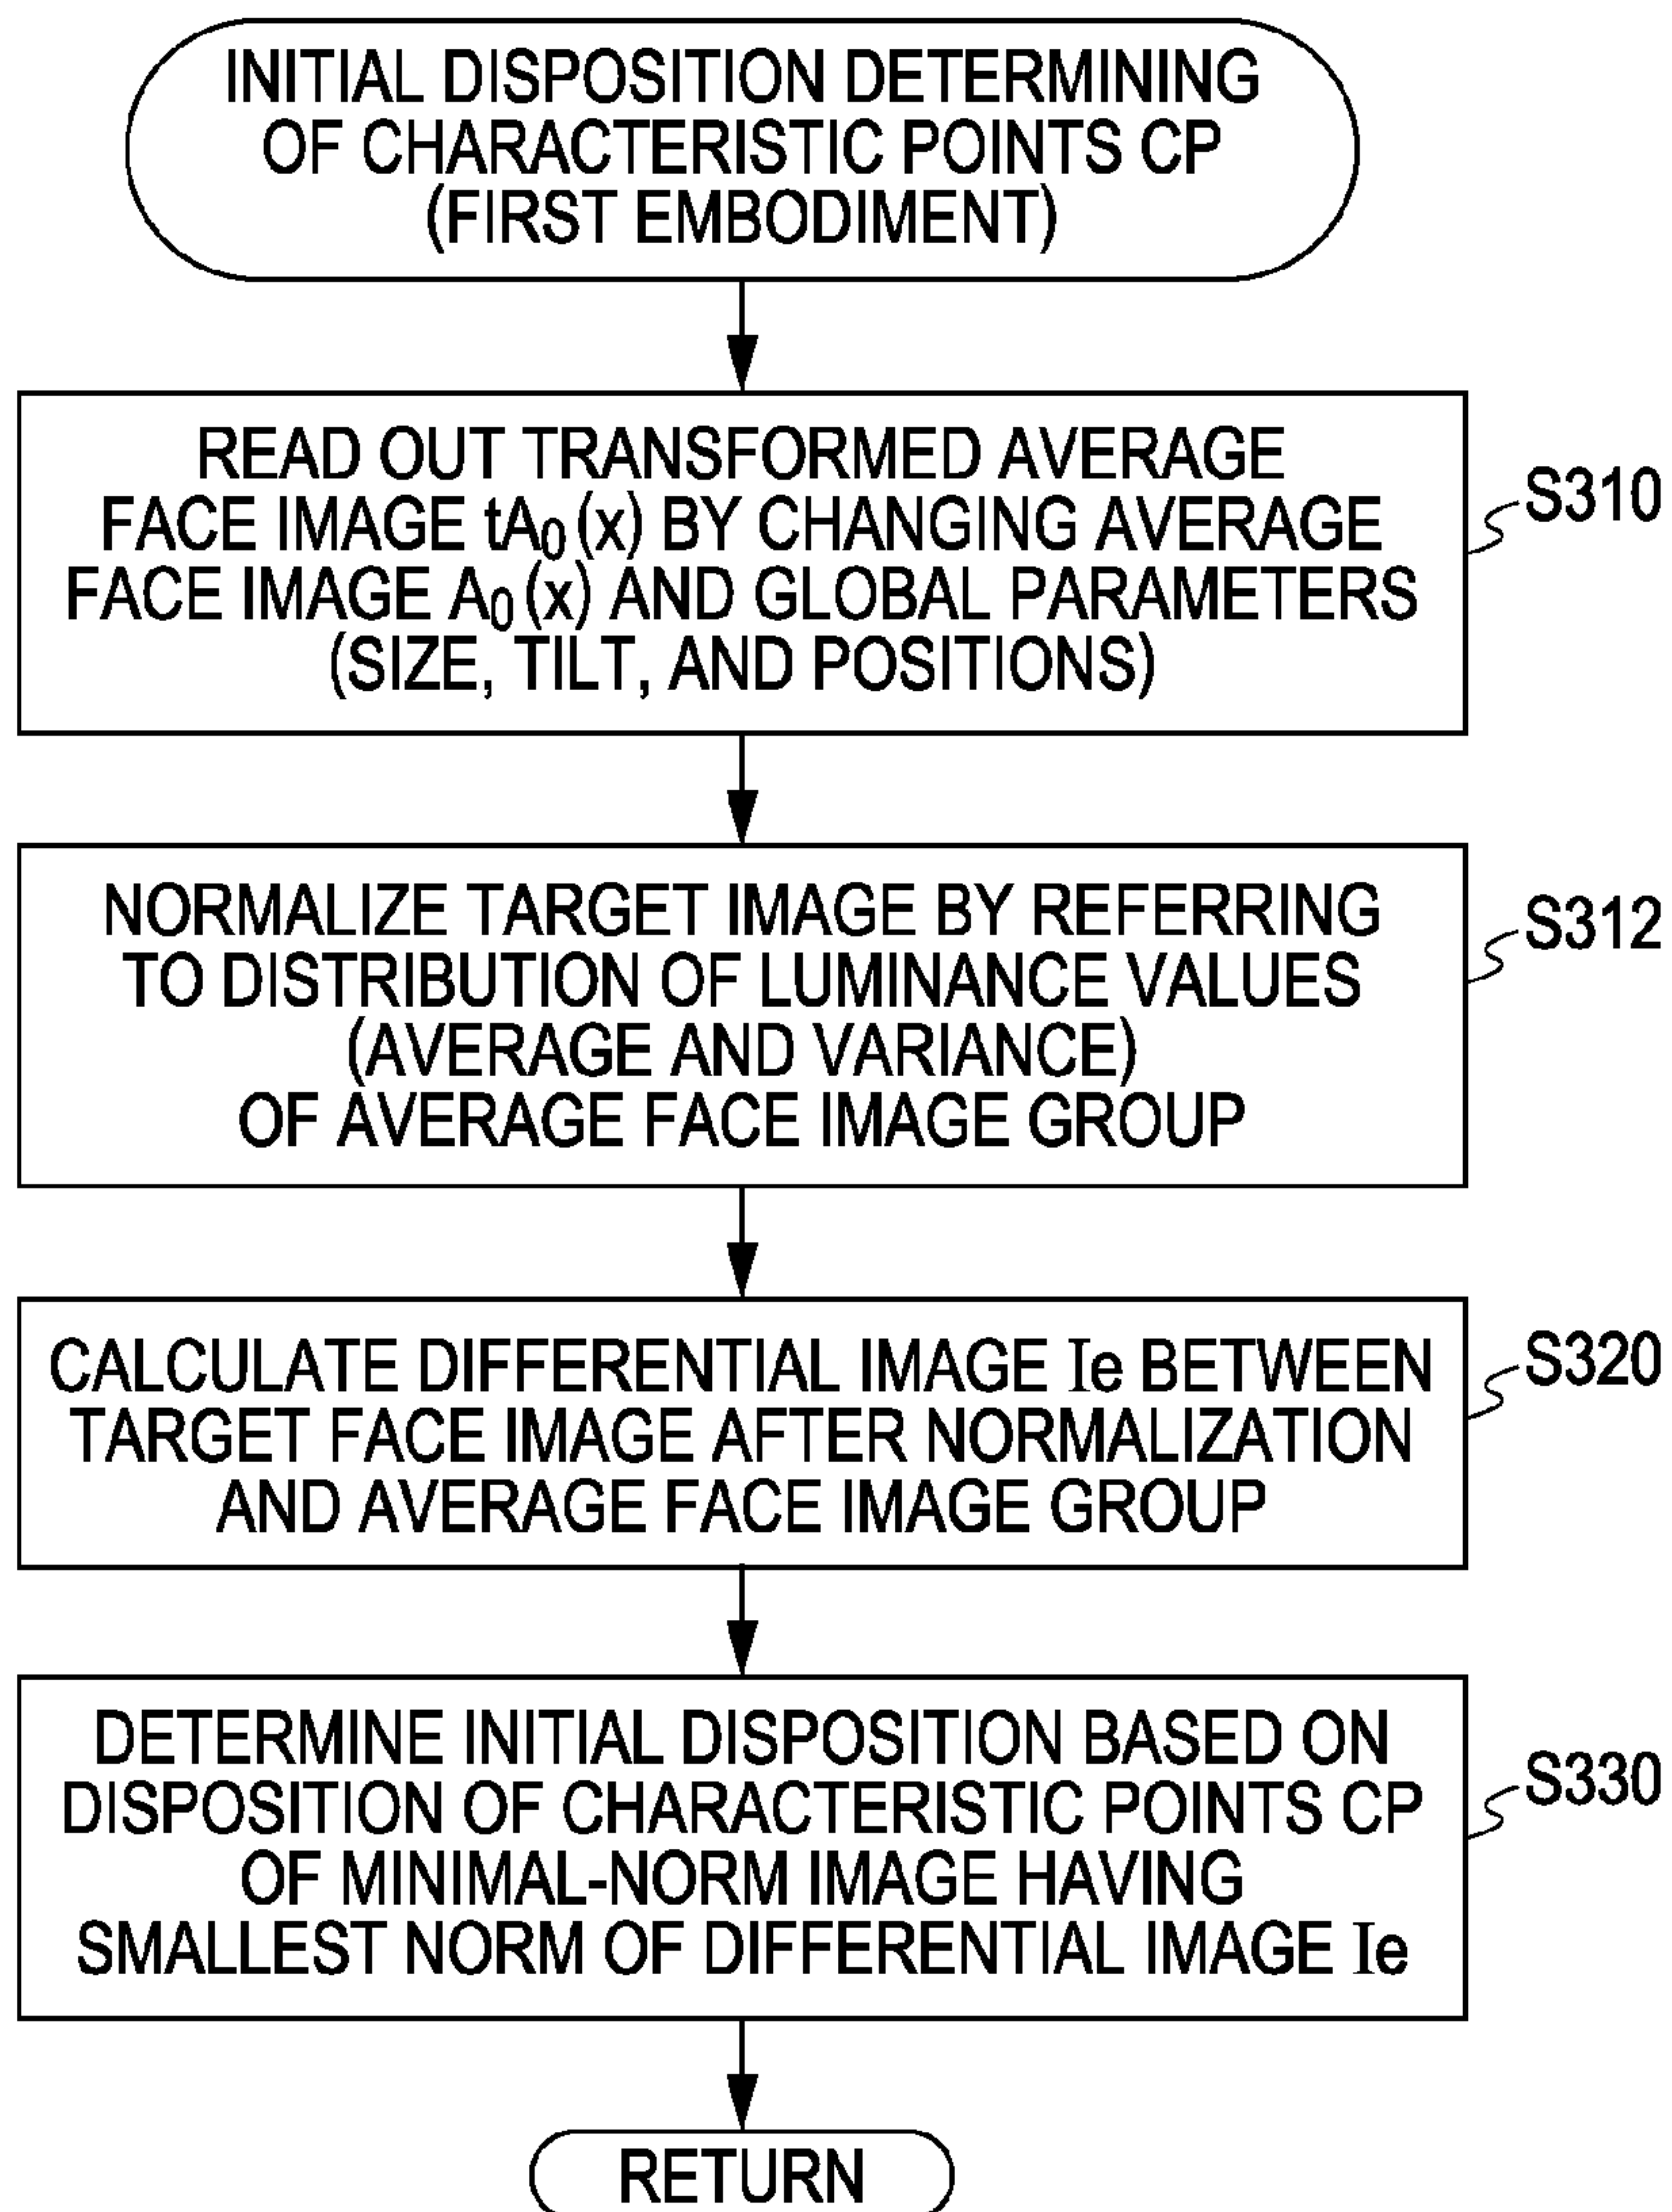 INITIAL DISPOSITION DETERMINING
OF CHARACTERISTIC POINTS CP
(FIRST EMBODIMENT)
READ OUT TRANSFORMED AVERAGE
FACE IMAGE tA₀ (x) BY CHANGING AVERAGE
FACE IMAGE A₀(x) AND GLOBAL PARAMETERS
(SIZE, TILT, AND POSITIONS)
S310
NORMALIZE TARGET IMAGE BY REFERRING
TO DISTRIBUTION OF LUMINANCE VALUES
(AVERAGE AND VARIANCE)
OF AVERAGE FACE IMAGE GROUP
S312
CALCULATE DIFFERENTIAL IMAGE Ie BETWEEN
TARGET FACE IMAGE AFTER NORMALIZATION
AND AVERAGE FACE IMAGE GROUP
S320
DETERMINE INITIAL DISPOSITION BASED ON
DISPOSITION OF CHARACTERISTIC POINTS CP
OF MINIMAL-NORM IMAGE HAVING
SMALLEST NORM OF DIFFERENTIAL IMAGE Ie
S330
RETURN